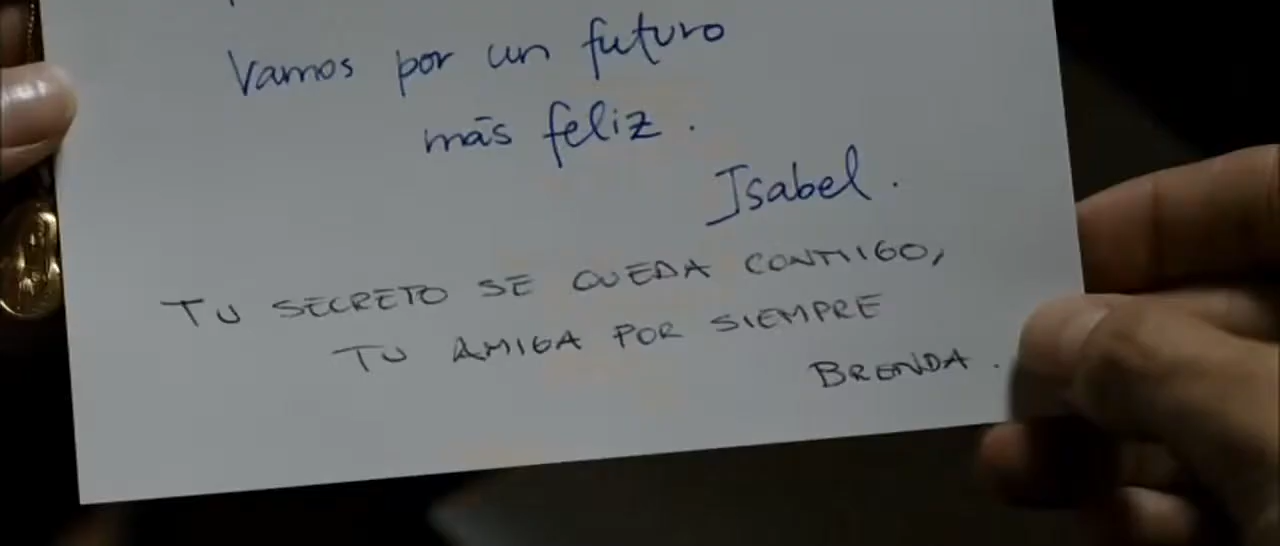 Vamos por un futuro
más feliz.
Isabel.
TU SECRETO SE QUEDA CONTIGO,
TU AMIGA POR SIEMPRE
BRENDA.